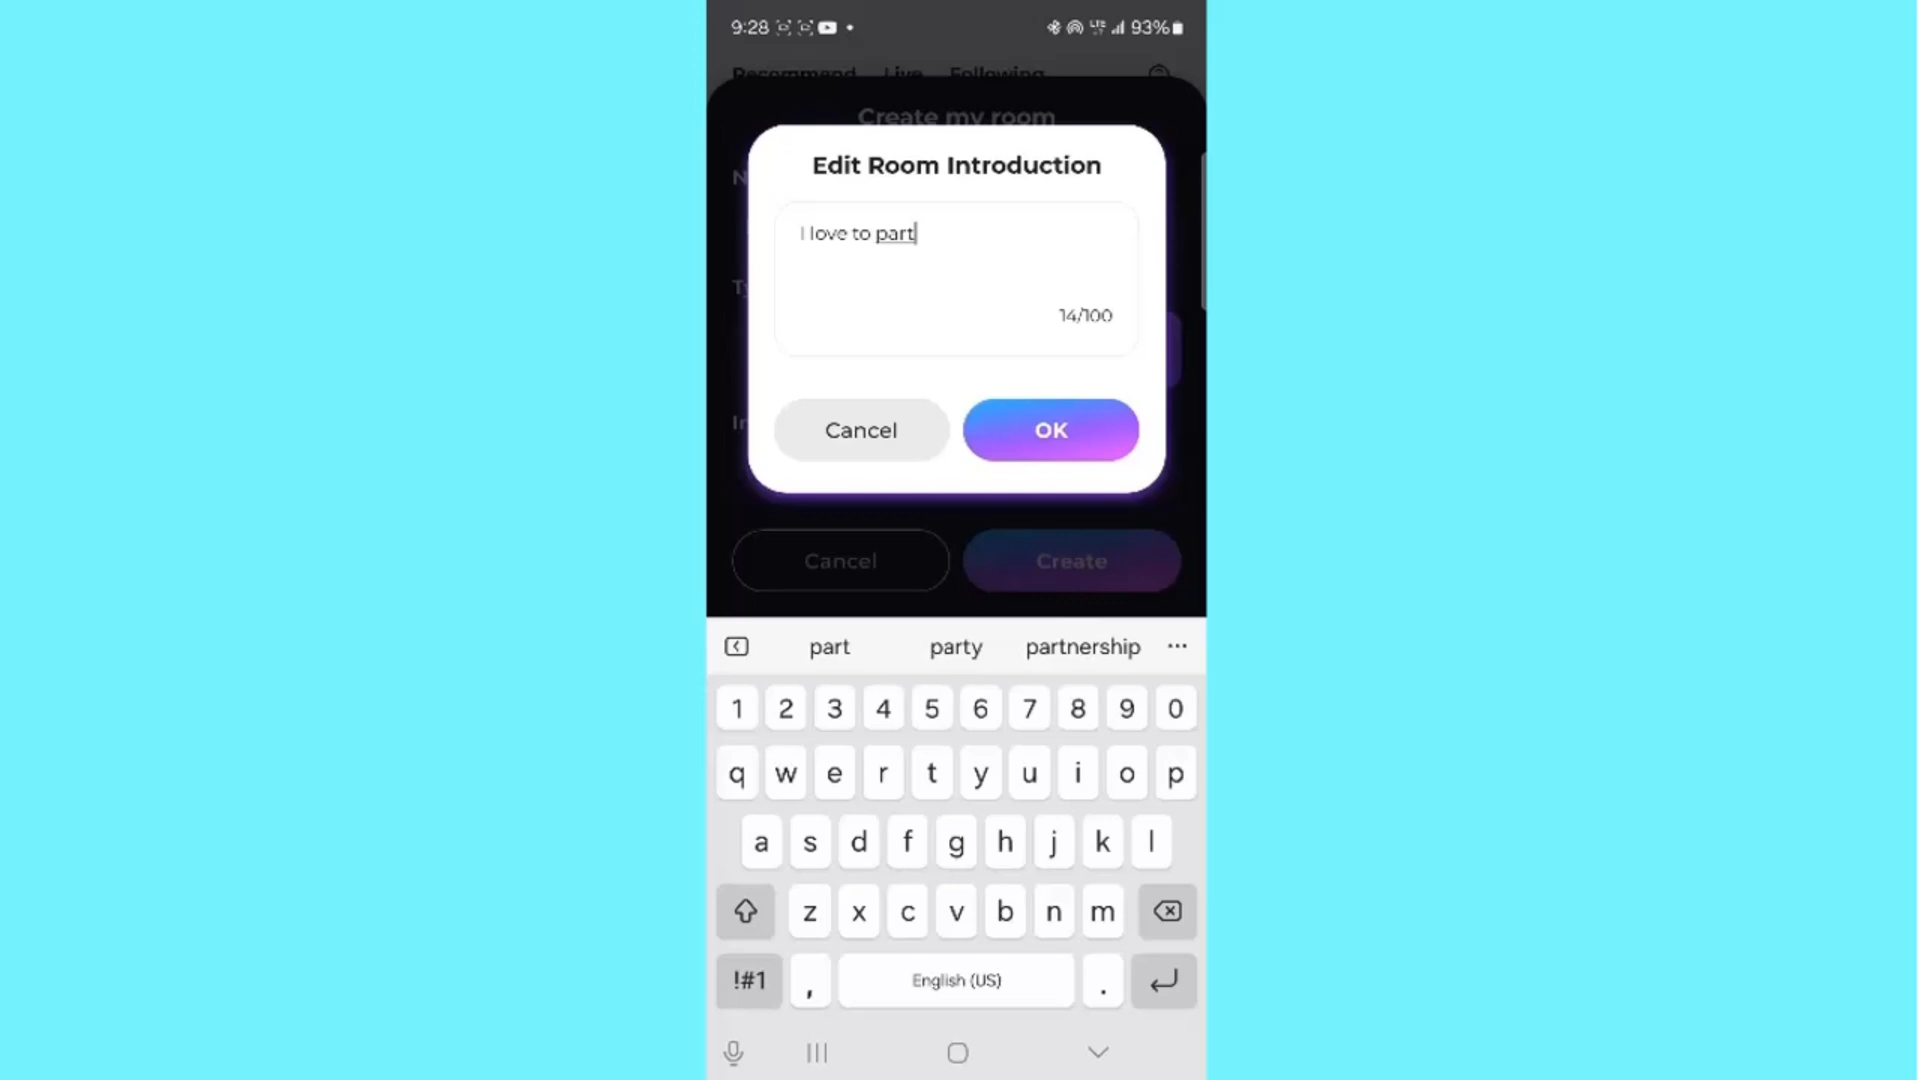 9:28 LTE 93%
Recommend Live Following
Create my room
Edit Room Introduction
I love to part
14/100
Cancel OK
Cancel Create
part party partnership ...
1 2 3 4 5 6 7 8 9 0
q w e r t y u i o p
a s d f g h j k l
z x c v b n m
!#1 , English (US) .